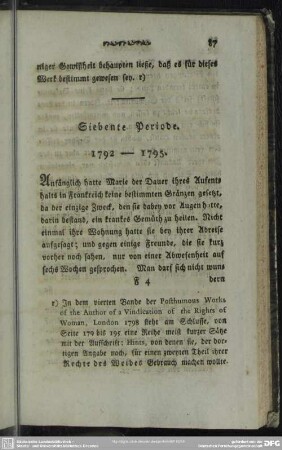 87
niger Gewißheit behaupten ließe, daß es für dieses
Werk bestimmt gewesen sey. 1)
Siebente Periode.
1792 — 1795.
Anfänglich hatte Marie der Dauer ihres Aufent
halts in Frankreich keine bestimmten Gränzen gesetzt,
da der einzige Zweck, den sie dabey vor Augen hatte,
darin bestand, ein krankes Gemüth zu heilen. Nicht
einmal ihre Wohnung hatte sie bey ihrer Abreise
aufgesagt; und gegen einige Freunde, die sie kurz
vorher noch sahen, nur von einer Abwesenheit auf
sechs Wochen gesprochen. Man darf sich nicht wun
F 4
dern
1) In dem vierten Bande der Posthumous Works
of the Author of a Vindication of the Rights of
Woman, London 1798 steht am Schlusse, von
Seite 179 bis 195 eine Reihe meist kurzer Sätze
mit der Aufschrift: Hints, von denen sie, der vor
rigen Angabe nach, für einen zweyten Theil ihrer
Rechte des Weibes Gebrauch machen wollte.